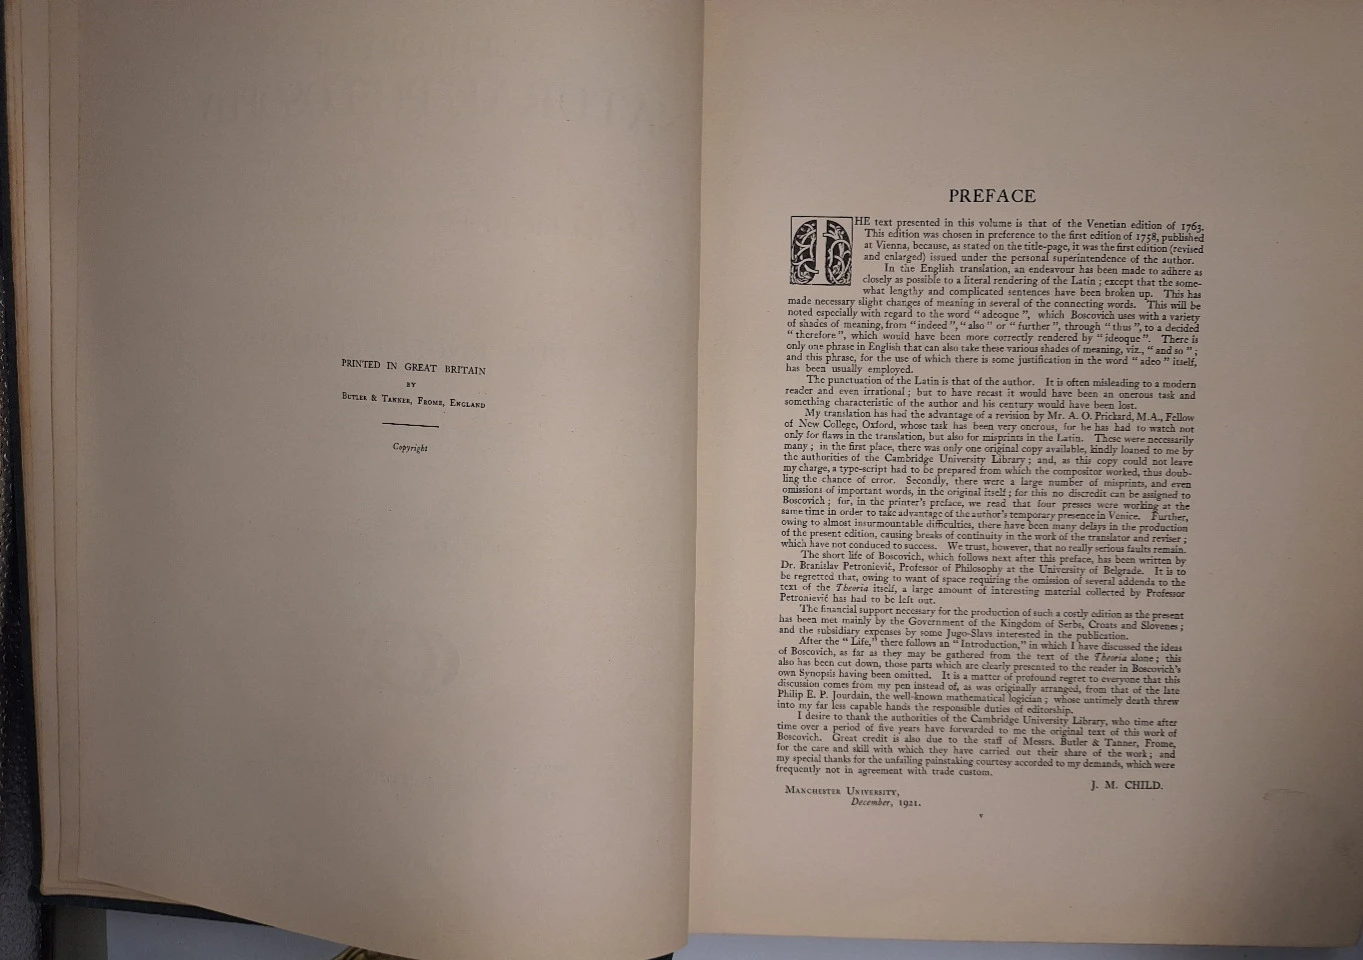 PRINTED IN GREAT BRITAIN
BY
BUTLER & TANNER, FROME, ENGLAND
Copyright
PREFACE
THE text presented in this volume is that of the Venetian edition of 1763.
This edition was chosen in preference to the first edition of 1758, published
at Vienna, because, as stated on the title-page, it was the first edition (revised
and enlarged) issued under the personal superintendence of the author.
In the English translation, an endeavour has been made to adhere as
closely as possible to a literal rendering of the Latin ; except that the some-
what lengthy and complicated sentences have been broken up. This has
made necessary slight changes of meaning in several of the connecting words. This will be
noted especially with regard to the word " adeoque ", which Boscovich uses with a variety
of shades of meaning, from " indeed ", " also " or " further ", through " thus ", to a decided
" therefore ", which would have been more correctly rendered by " ideoque ". There is
only one phrase in English that can also take these various shades of meaning, viz., " and so " ;
and this phrase, for the use of which there is some justification in the word " adeo " itself,
has been usually employed.
The punctuation of the Latin is that of the author. It is often misleading to a modern
reader and even irrational ; but to have recast it would have been an onerous task and
something characteristic of the author and his century would have been lost.
My translation has had the advantage of a revision by Mr. A. O. Prickard, M.A., Fellow
of New College, Oxford, whose task has been very onerous, for he has had to watch not
only for flaws in the translation, but also for misprints in the Latin. These were necessarily
many ; in the first place, there was only one original copy available, kindly loaned to me by
the authorities of the Cambridge University Library ; and, as this copy could not leave
my charge, a type-script had to be prepared from which the compositor worked, thus doub-
ling the chance of error. Secondly, there were a large number of misprints, and even
omissions of important words, in the original itself ; for this no discredit can be assigned to
Boscovich ; for, in the printer's preface, we read that four presses were working at the
same time in order to take advantage of the author's temporary presence in Venice. Further,
owing to almost insurmountable difficulties, there have been many delays in the production
of the present edition, causing breaks of continuity in the work of the translator and reviser ;
which have not conduced to success. We trust, however, that no really serious faults remain.
The short life of Boscovich, which follows next after this preface, has been written by
Dr. Branislav Petroniević, Professor of Philosophy at the University of Belgrade. It is to
be regretted that, owing to want of space requiring the omission of several addenda to the
text of the Theoria itself, a large amount of interesting material collected by Professor
Petroniević has had to be left out.
The financial support necessary for the production of such a costly edition as the present
has been met mainly by the Government of the Kingdom of Serbs, Croats and Slovenes ;
and the subsidiary expenses by some Jugo-Slavs interested in the publication.
After the " Life," there follows an " Introduction," in which I have discussed the ideas
of Boscovich, as far as they may be gathered from the text of the Theoria alone ; this
also has been cut down, those parts which are clearly presented to the reader in Boscovich's
own Synopsis having been omitted. It is a matter of profound regret to everyone that this
discussion comes from my pen instead of, as was originally arranged, from that of the late
Philip E. P. Jourdain, the well-known mathematical logician ; whose untimely death threw
into my far less capable hands the responsible duties of editorship.
I desire to thank the authorities of the Cambridge University Library, who time after
time over a period of five years have forwarded to me the original text of this work of
Boscovich. Great credit is also due to the staff of Messrs. Butler & Tanner, Frome,
for the care and skill with which they have carried out their share of the work ; and
my special thanks for the unfailing painstaking courtesy accorded to my demands, which were
frequently not in agreement with trade custom.
J. M. CHILD.
MANCHESTER UNIVERSITY,
December, 1921.
v